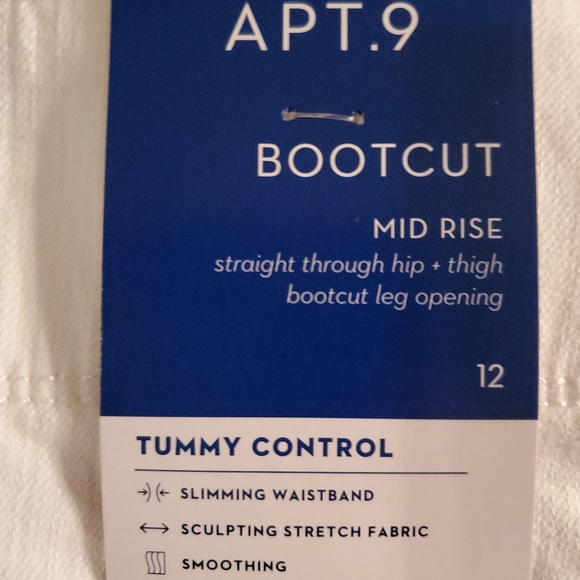 APT.9
BOOTCUT
MID RISE
straight through hip + thigh
bootcut leg opening
12
TUMMY CONTROL
SLIMMING WAISTBAND
SCULPTING STRETCH FABRIC
SMOOTHING